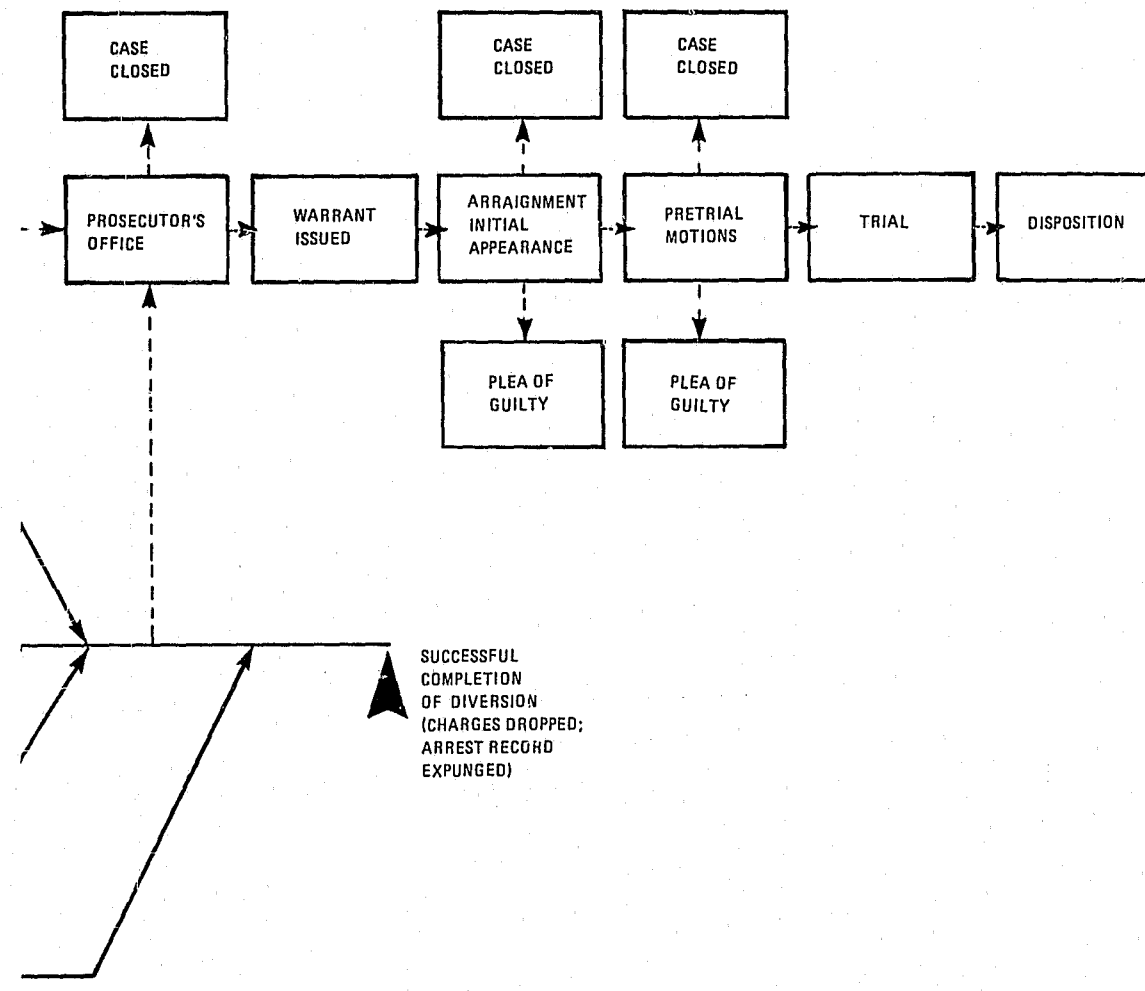 CASE
CLOSED
CASE
CLOSED
CASE
CLOSED
PROSECUTOR'S
OFFICE
WARRANT
ISSUED
ARRAIGNMENT
INITIAL
APPEARANCE
PRETRIAL
MOTIONS
TRIAL
DISPOSITION
PLEA OF
GUILTY
PLEA OF
GUILTY
SUCCESSFUL
COMPLETION
OF DIVERSION
(CHARGES DROPPED;
ARREST RECORD
EXPUNGED)